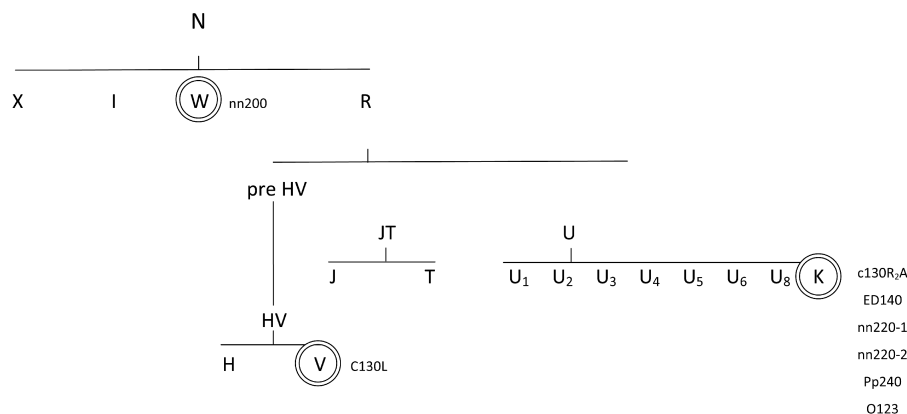 N
X I W nn200 R
pre HV
JT U
J T U₁ U₂ U₃ U₄ U₅ U₆ U₈ K c130R₂A
ED140
HV nn220-1
nn220-2
H V C130L Pp240
O123